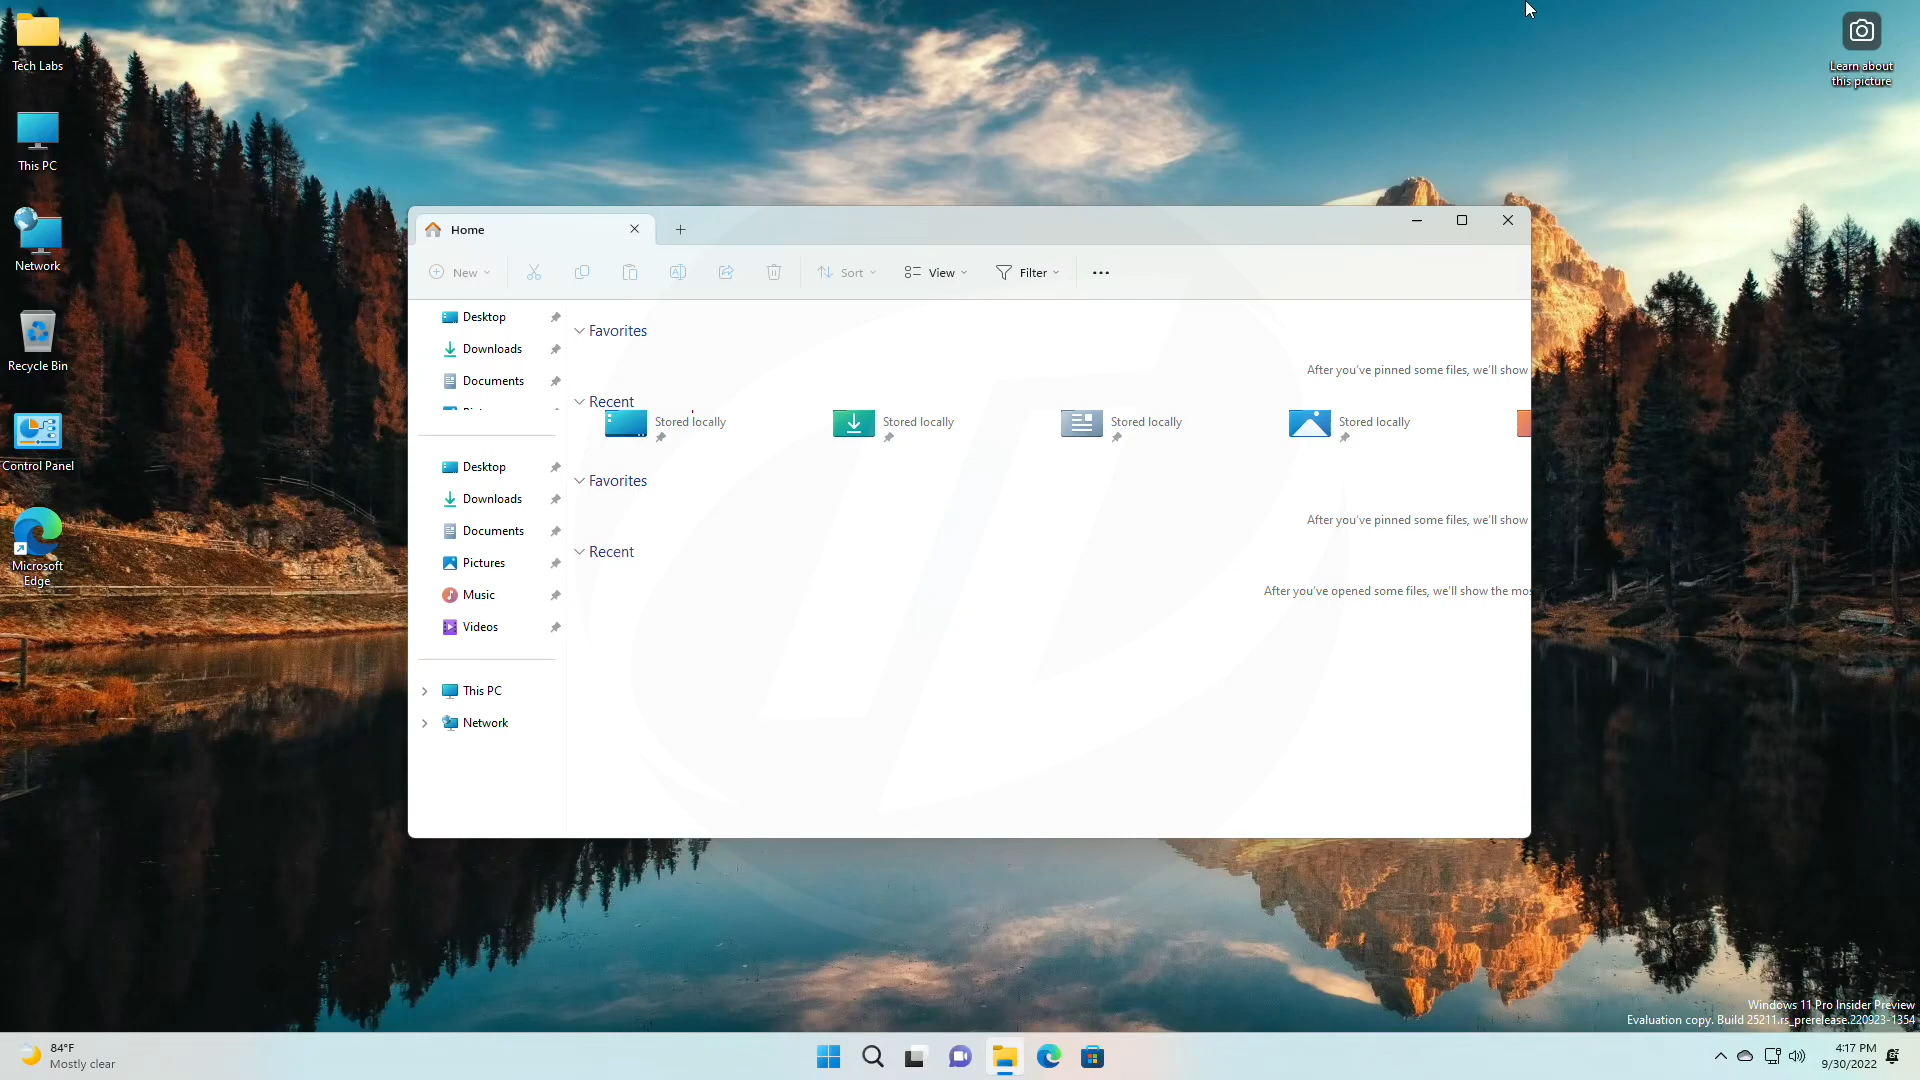 Tech Labs
This PC
Network
Recycle Bin
Control Panel
Microsoft
Edge
Learn about
this picture
Home
New
Sort
View
Filter
Desktop
Downloads
Documents
Favorites
After you've pinned some files, we'll show
Recent
Stored locally
Stored locally
Stored locally
Stored locally
Desktop
Downloads
Documents
Pictures
Music
Videos
This PC
Network
Favorites
After you've pinned some files, we'll show
Recent
After you've opened some files, we'll show the mos
Windows 11 Pro Insider Preview
Evaluation copy. Build 25211.rs_prerelease.220923-1354
84°F
Mostly clear
4:17 PM
9/30/2022